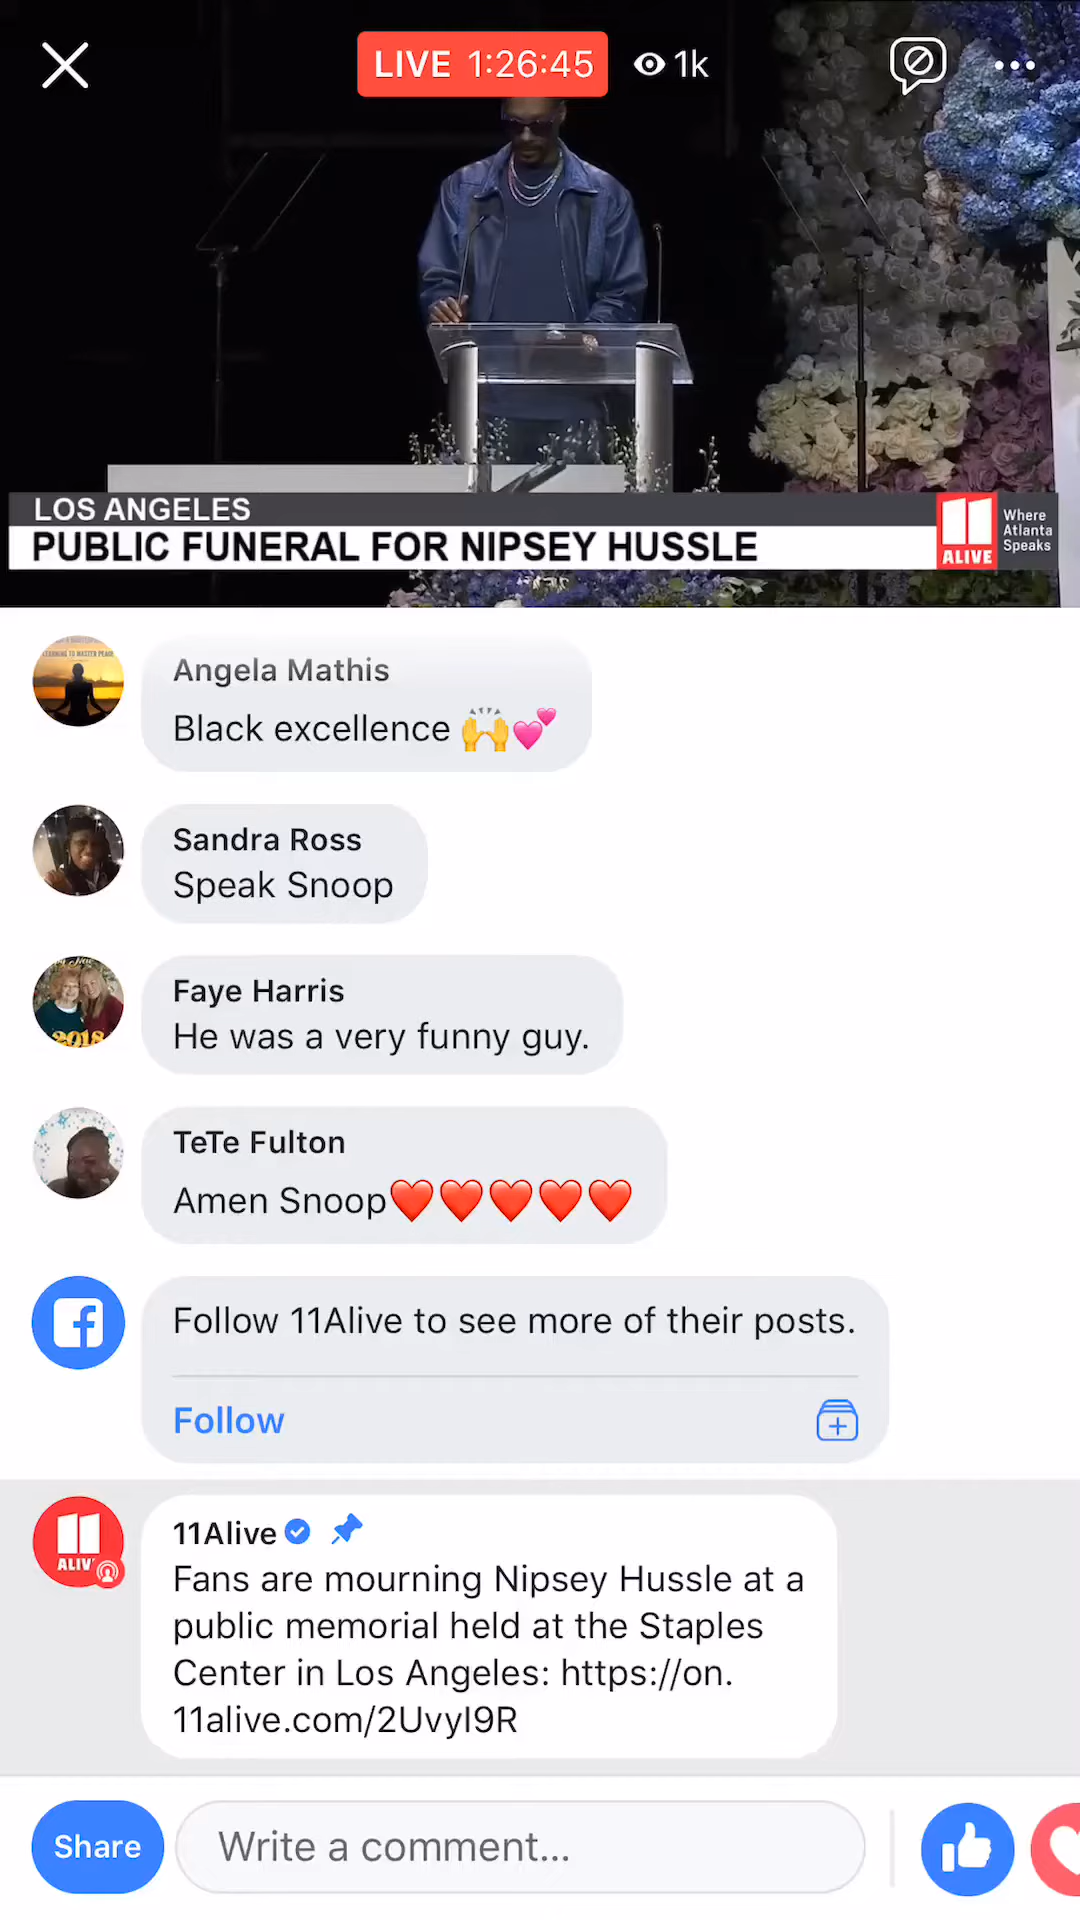 LIVE 1:26:45
1k
LOS ANGELES
PUBLIC FUNERAL FOR NIPSEY HUSSLE
ALIVE
Where
Atlanta
Speaks
Angela Mathis
Black excellence 🙌💕
Sandra Ross
Speak Snoop
Faye Harris
He was a very funny guy.
2018
TeTe Fulton
Amen Snoop❤️❤️❤️❤️❤️
Follow 11Alive to see more of their posts.
Follow
ALIV
11Alive
Fans are mourning Nipsey Hussle at a
public memorial held at the Staples
Center in Los Angeles: https://on.
11alive.com/2UvyI9R
Share
Write a comment...